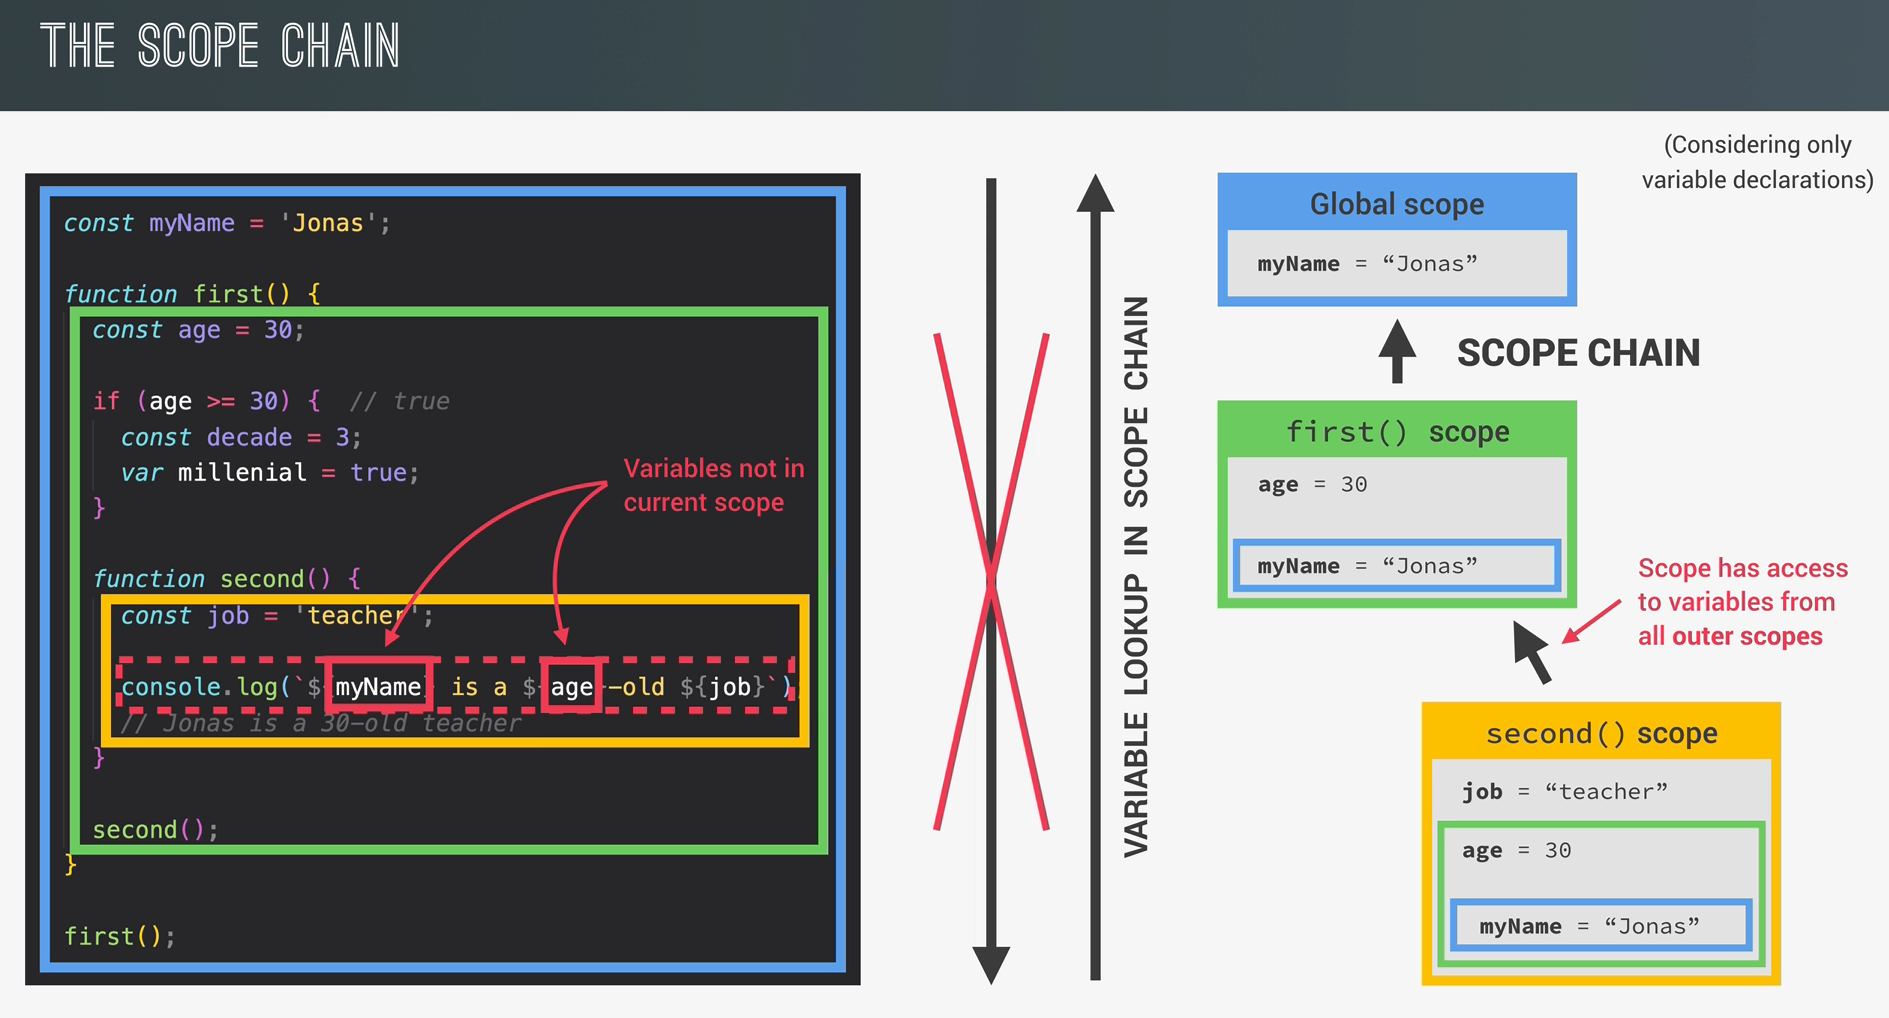 THE SCOPE CHAIN
(Considering only
variable declarations)
const myName = 'Jonas';
function first() {
const age = 30;
if (age >= 30) { // true
const decade = 3;
var millenial = true;
}
Variables not in
current scope
function second() {
const job = 'teacher';
console.log(`${myName} is a ${age}-old ${job}`);
// Jonas is a 30-old teacher
}
second();
}
first();
VARIABLE LOOKUP IN SCOPE CHAIN
Global scope
myName = “Jonas”
SCOPE CHAIN
first() scope
age = 30
myName = “Jonas”
Scope has access
to variables from
all outer scopes
second() scope
job = “teacher”
age = 30
myName = “Jonas”